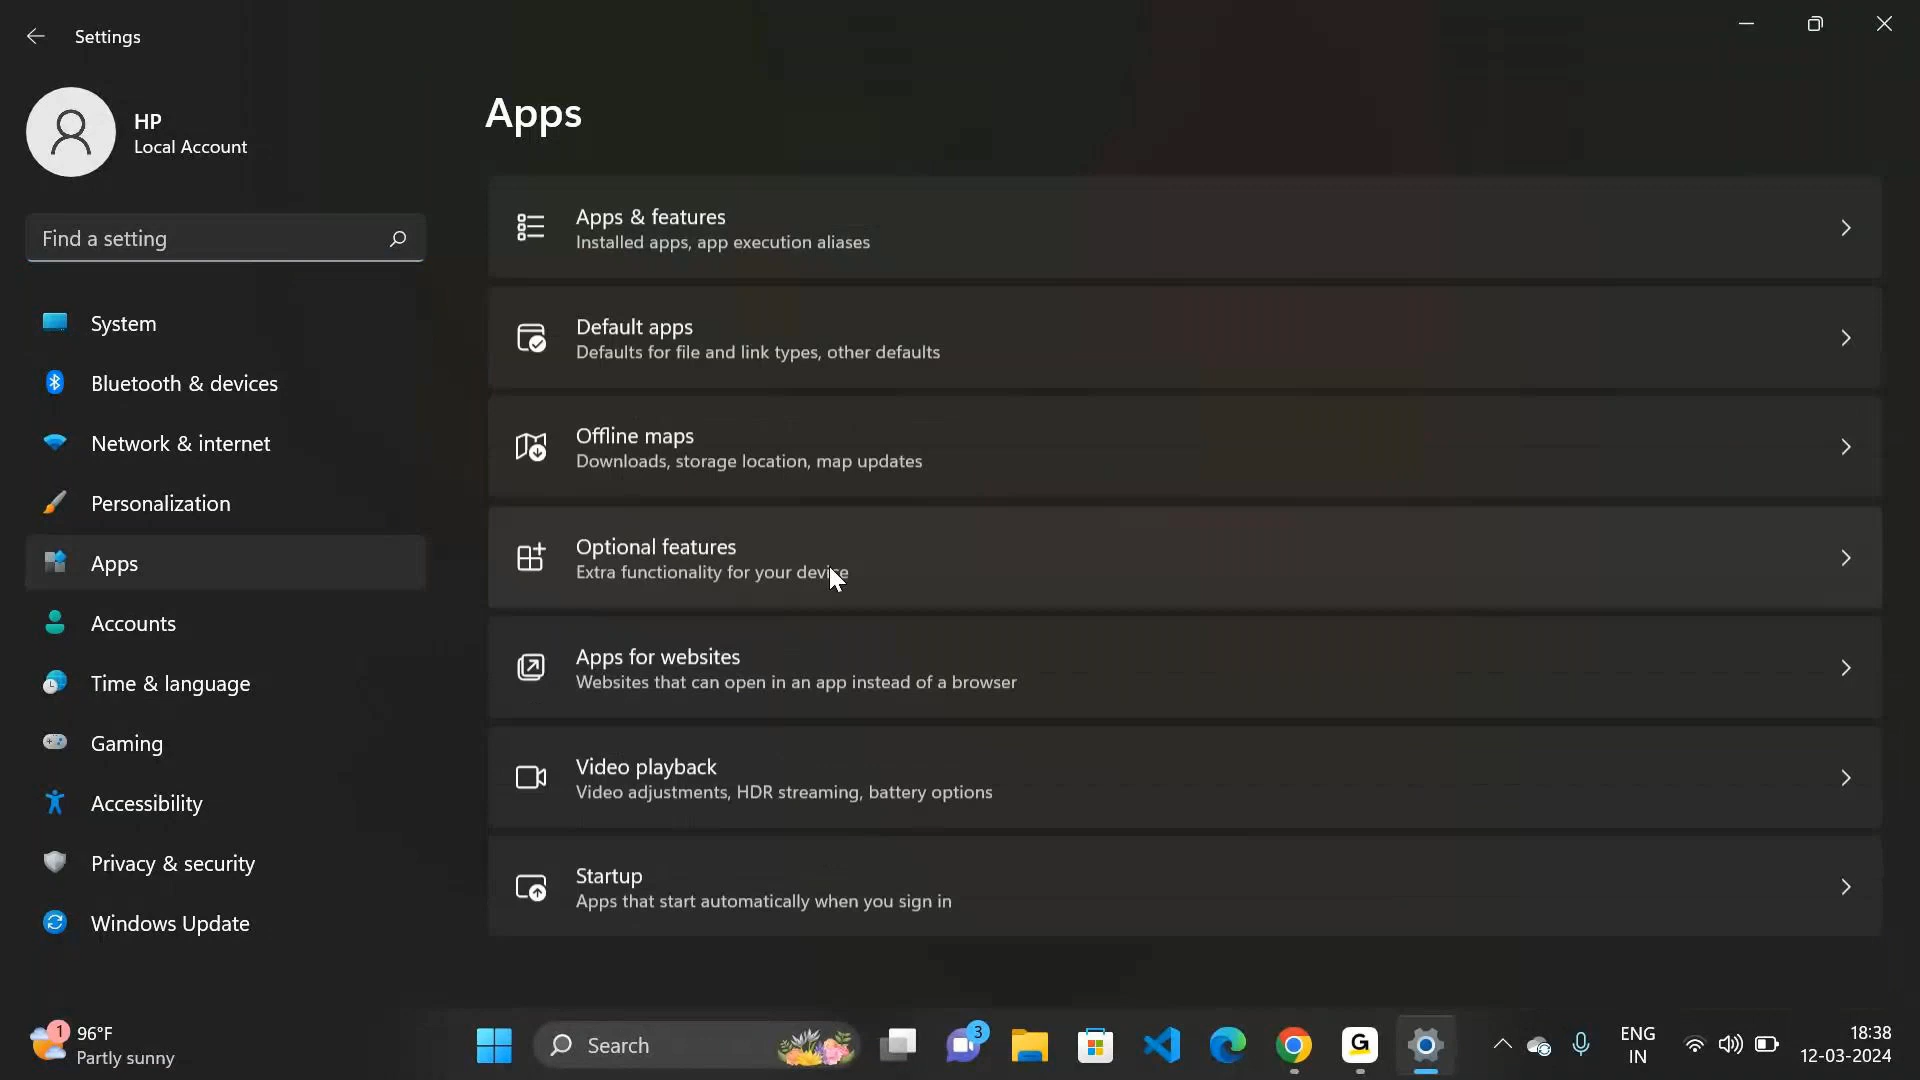 Settings
HP
Local Account
Find a setting
System
Bluetooth & devices
Network & internet
Personalization
Apps
Accounts
Time & language
Gaming
Accessibility
Privacy & security
Windows Update
Apps
Apps & features
Installed apps, app execution aliases
Default apps
Defaults for file and link types, other defaults
Offline maps
Downloads, storage location, map updates
Optional features
Extra functionality for your device
Apps for websites
Websites that can open in an app instead of a browser
Video playback
Video adjustments, HDR streaming, battery options
Startup
Apps that start automatically when you sign in
1
96°F
Partly sunny
Search
3
G
ENG
IN
18:38
12-03-2024